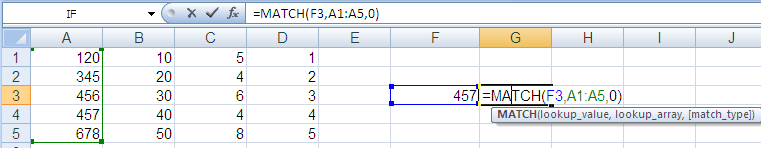 IF =MATCH(F3,A1:A5,0)
A B C D E F G H I J
1 120 10 5 1
2 345 20 4 2
3 456 30 6 3 457 =MATCH(F3,A1:A5,0)
4 457 40 4 4 MATCH(lookup_value, lookup_array, [match_type])
5 678 50 8 5